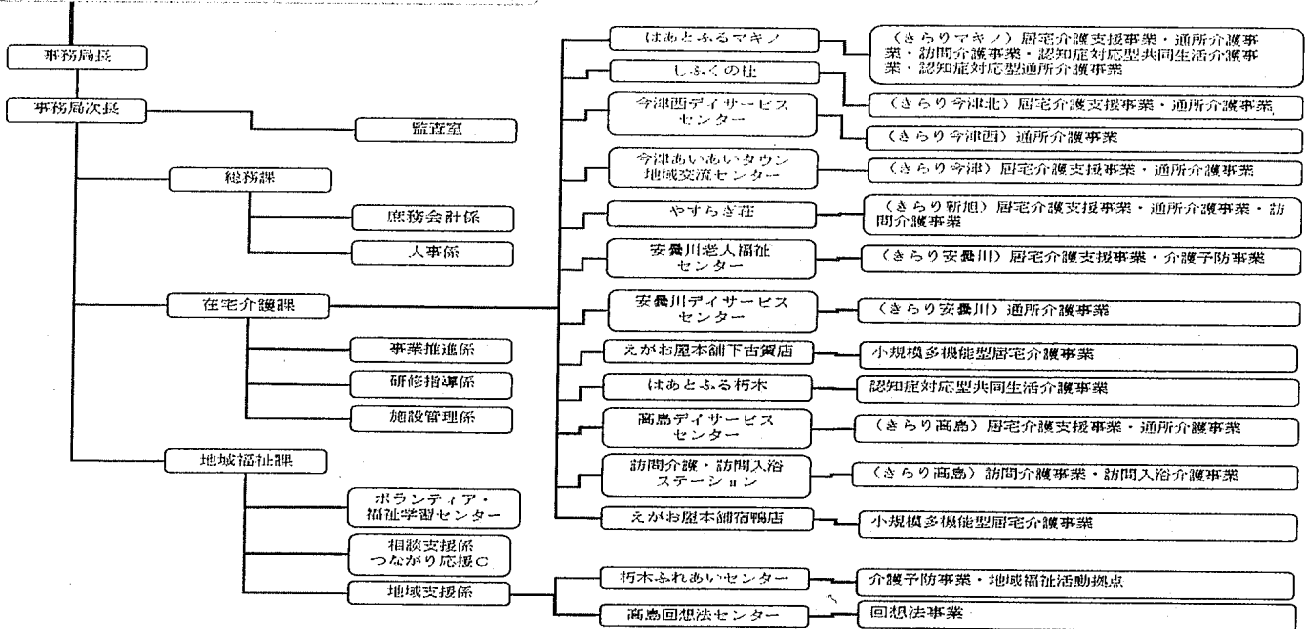 事務局長
事務局次長
監査室
総務課
庶務会計係
人事係
在宅介護課
事業推進係
研修指導係
施設管理係
地域福祉課
ボランティア・
福祉学習センター
相談支援係
つながり応援C
地域支援係
はあとふるマキノ
（きらりマキノ）居宅介護支援事業・通所介護事
業・訪問介護事業・認知症対応型共同生活介護事
業・認知症対応型通所介護事業
しふくの杜
（きらり今津北）居宅介護支援事業・通所介護事業
今津西デイサービス
センター
（きらり今津西）通所介護事業
今津あいあいタウン
地域交流センター
（きらり今津）居宅介護支援事業・通所介護事業
やすらぎ荘
（きらり新旭）居宅介護支援事業・通所介護事業・訪
問介護事業
安曇川老人福祉
センター
（きらり安曇川）居宅介護支援事業・介護予防事業
安曇川デイサービス
センター
（きらり安曇川）通所介護事業
えがお屋本舗下古賀店
小規模多機能型居宅介護事業
はあとふる朽木
認知症対応型共同生活介護事業
高島デイサービス
センター
（きらり高島）居宅介護支援事業・通所介護事業
訪問介護・訪問入浴
ステーション
（きらり高島）訪問介護事業・訪問入浴介護事業
えがお屋本舗宿鴨店
小規模多機能型居宅介護事業
朽木ふれあいセンター
介護予防事業・地域福祉活動拠点
高島回想法センター
回想法事業